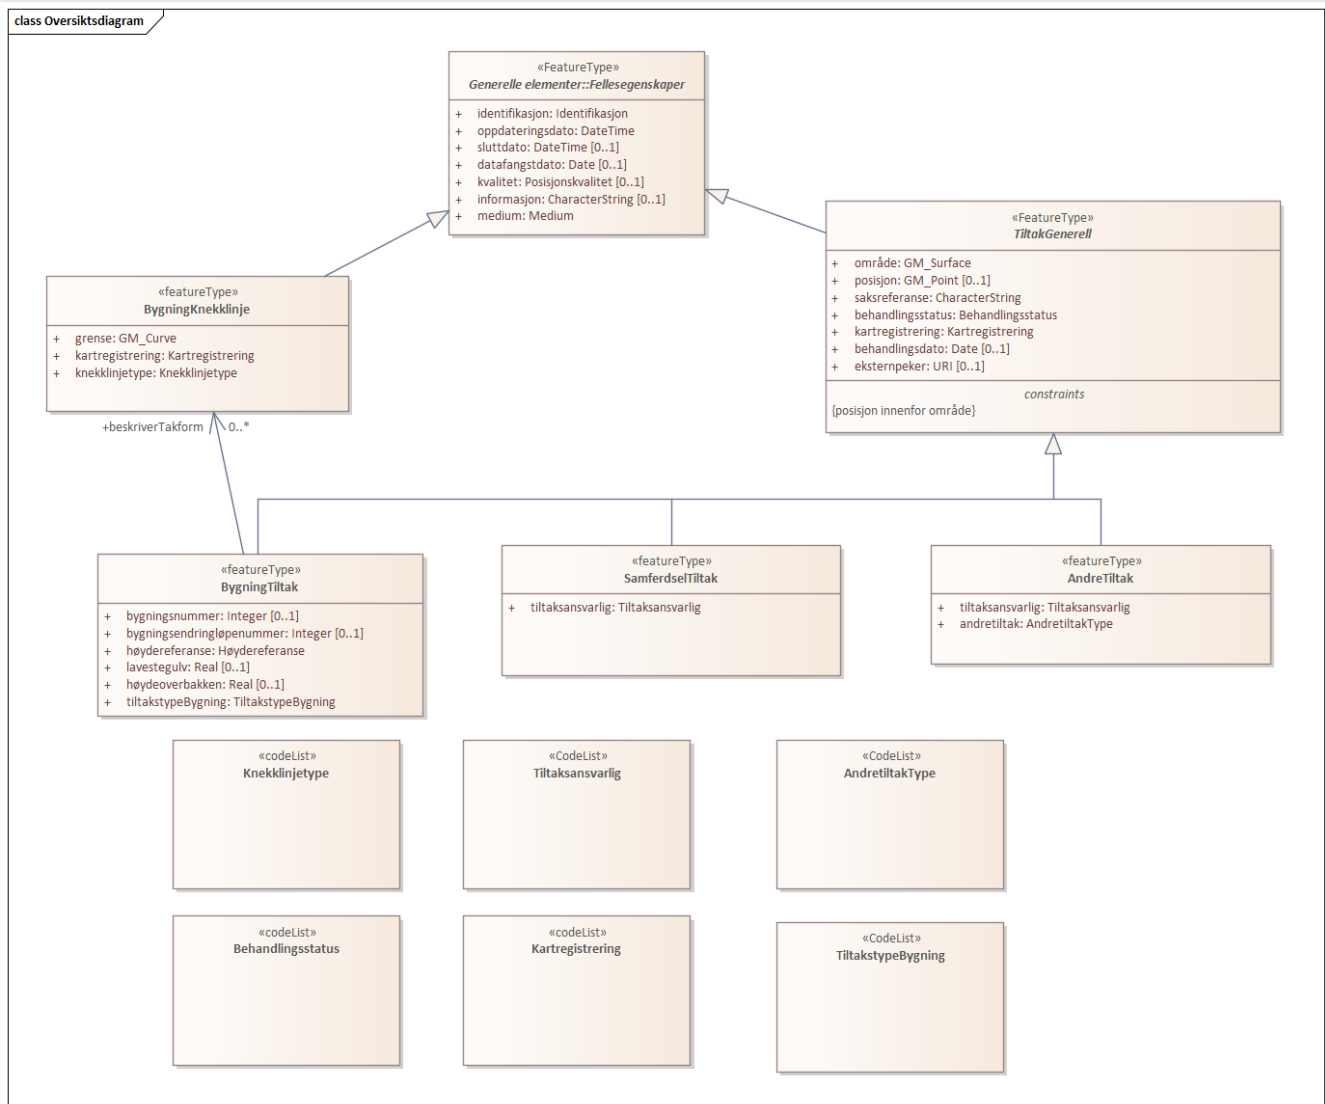 class Oversiktsdiagram
«FeatureType»
Generelle elementer::Fellesegenskaper
+ identifikasjon: Identifikasjon
+ oppdateringsdato: DateTime
+ sluttdato: DateTime [0..1]
+ datafangstdato: Date [0..1]
+ kvalitet: Posisjonskvalitet [0..1]
+ informasjon: CharacterString [0..1]
+ medium: Medium
«FeatureType»
TiltakGenerell
+ område: GM_Surface
+ posisjon: GM_Point [0..1]
+ saksreferanse: CharacterString
+ behandlingsstatus: Behandlingsstatus
+ kartregistrering: Kartregistrering
+ behandlingsdato: Date [0..1]
+ eksternpeker: URI [0..1]
constraints
{posisjon innenfor område}
«featureType»
BygningKnekklinje
+ grense: GM_Curve
+ kartregistrering: Kartregistrering
+ knekklinjetype: Knekklinjetype
+beskriverTakform 0..*
«featureType»
BygningTiltak
+ bygningsnummer: Integer [0..1]
+ bygningsendringløpenummer: Integer [0..1]
+ høydereferanse: Høydereferanse
+ lavestegulv: Real [0..1]
+ høydeoverbakken: Real [0..1]
+ tiltakstypeBygning: TiltakstypeBygning
«featureType»
SamferdselTiltak
+ tiltaksansvarlig: Tiltaksansvarlig
«featureType»
AndreTiltak
+ tiltaksansvarlig: Tiltaksansvarlig
+ andretiltak: AndretiltakType
«codeList»
Knekklinjetype
«CodeList»
Tiltaksansvarlig
«CodeList»
AndretiltakType
«codeList»
Behandlingsstatus
«codeList»
Kartregistrering
«CodeList»
TiltakstypeBygning